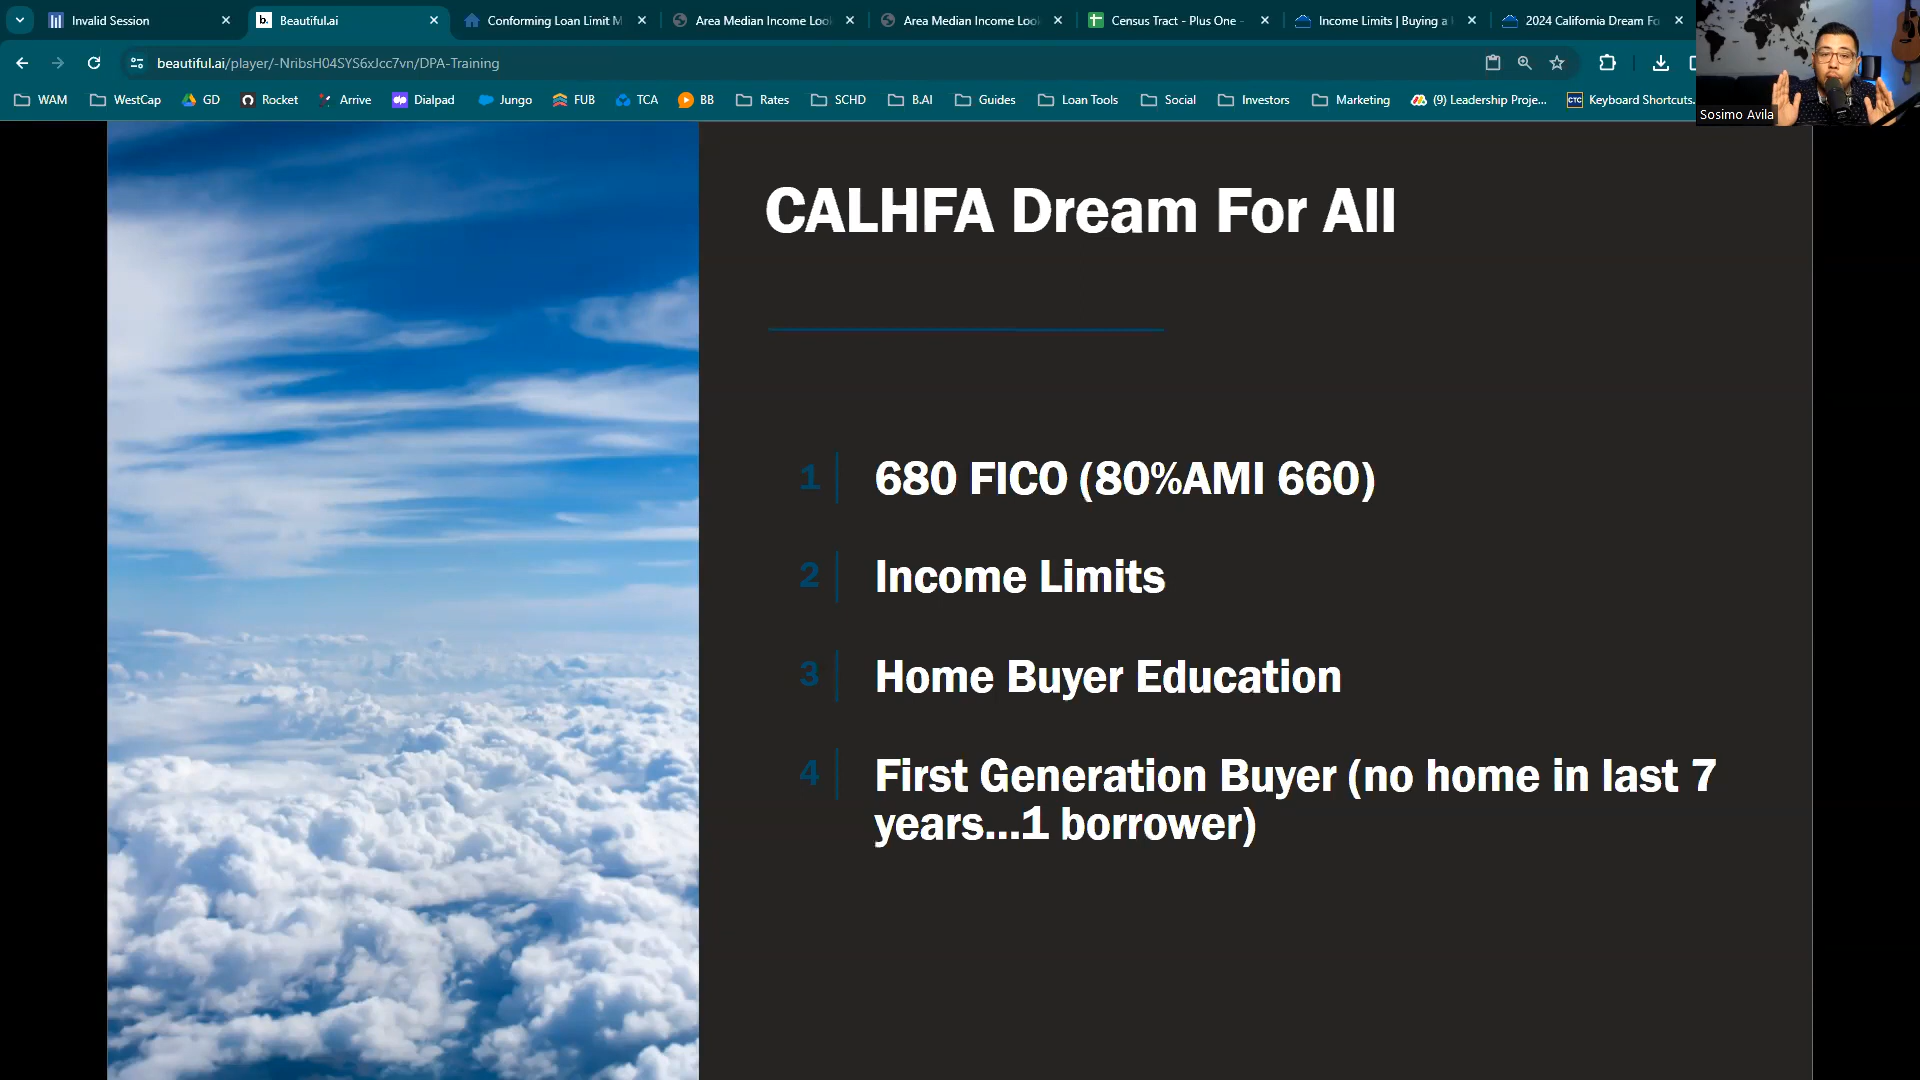 Invalid Session
Beautiful.ai
Conforming Loan Limit M
Area Median Income Look
Area Median Income Look
Census Tract - Plus One -
Income Limits | Buying a
2024 California Dream Fo
beautiful.ai/player/-NribsH04SYS6xJcc7vn/DPA-Training
WAM
WestCap
GD
Rocket
Arrive
Dialpad
Jungo
FUB
TCA
BB
Rates
SCHD
B.AI
Guides
Loan Tools
Social
Investors
Marketing
(9) Leadership Proje...
CTC
Keyboard Shortcuts.
Sosimo Avila
CALHFA Dream For All
1
680 FICO (80%AMI 660)
2
Income Limits
3
Home Buyer Education
4
First Generation Buyer (no home in last 7
years...1 borrower)